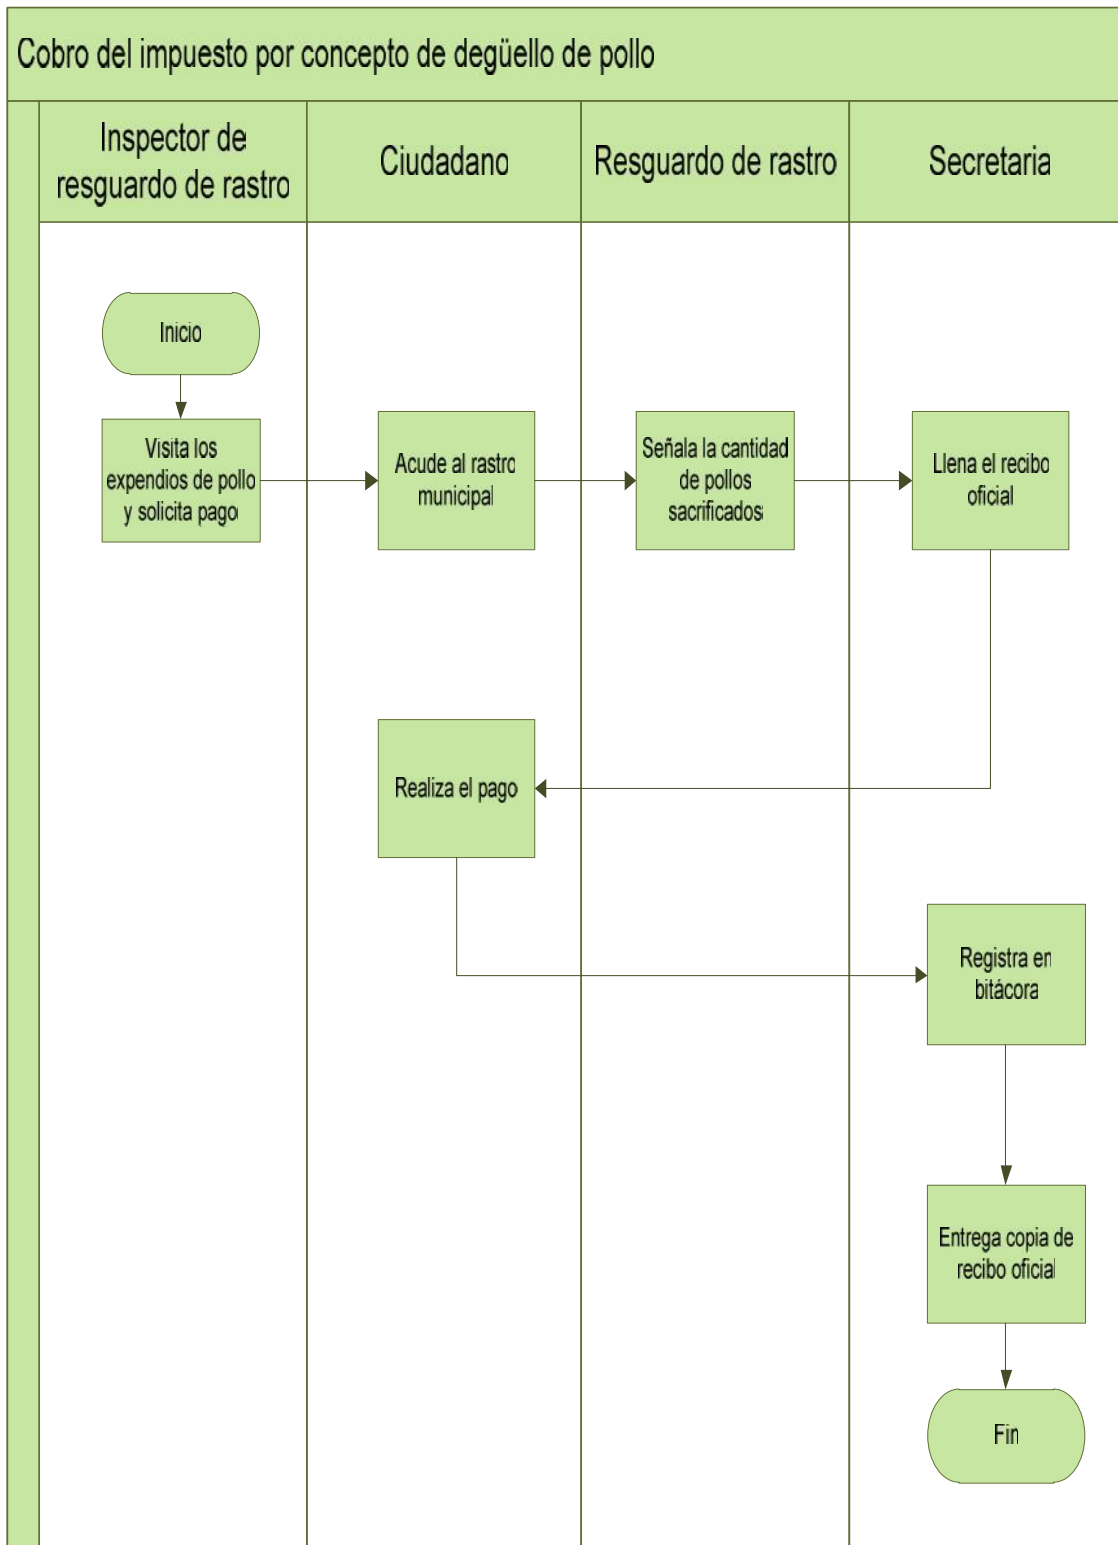 Cobro del impuesto por concepto de degüello de pollo
Inspector de
resguardo de rastro
Ciudadano
Resguardo de rastro
Secretaria
Inicio
Visita los
expendios de pollo
y solicita pago
Acude al rastro
municipal
Señala la cantidad
de pollos
sacrificados
Llena el recibo
oficial
Realiza el pago
Registra en
bitácora
Entrega copia de
recibo oficial
Fin